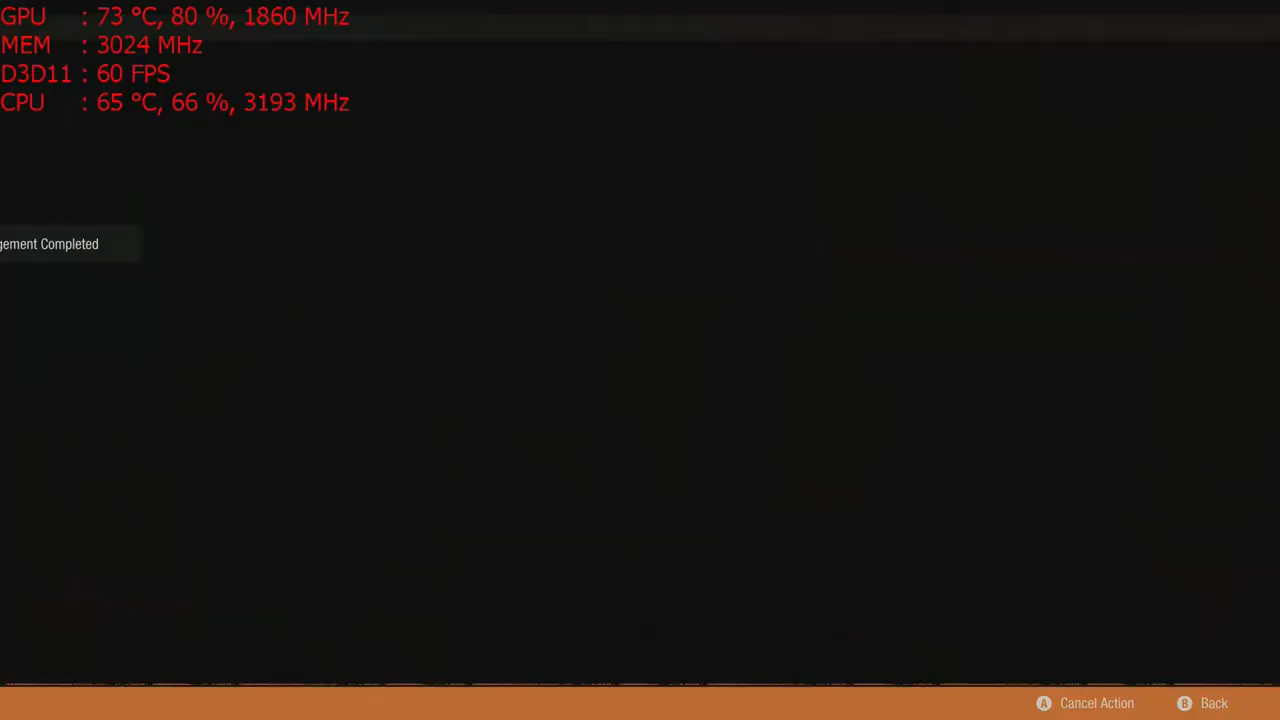 GPU : 73 °C, 80 %, 1860 MHz
MEM : 3024 MHz
D3D11 : 60 FPS
CPU : 65 °C, 66 %, 3193 MHz
gement Completed
A Cancel Action B Back